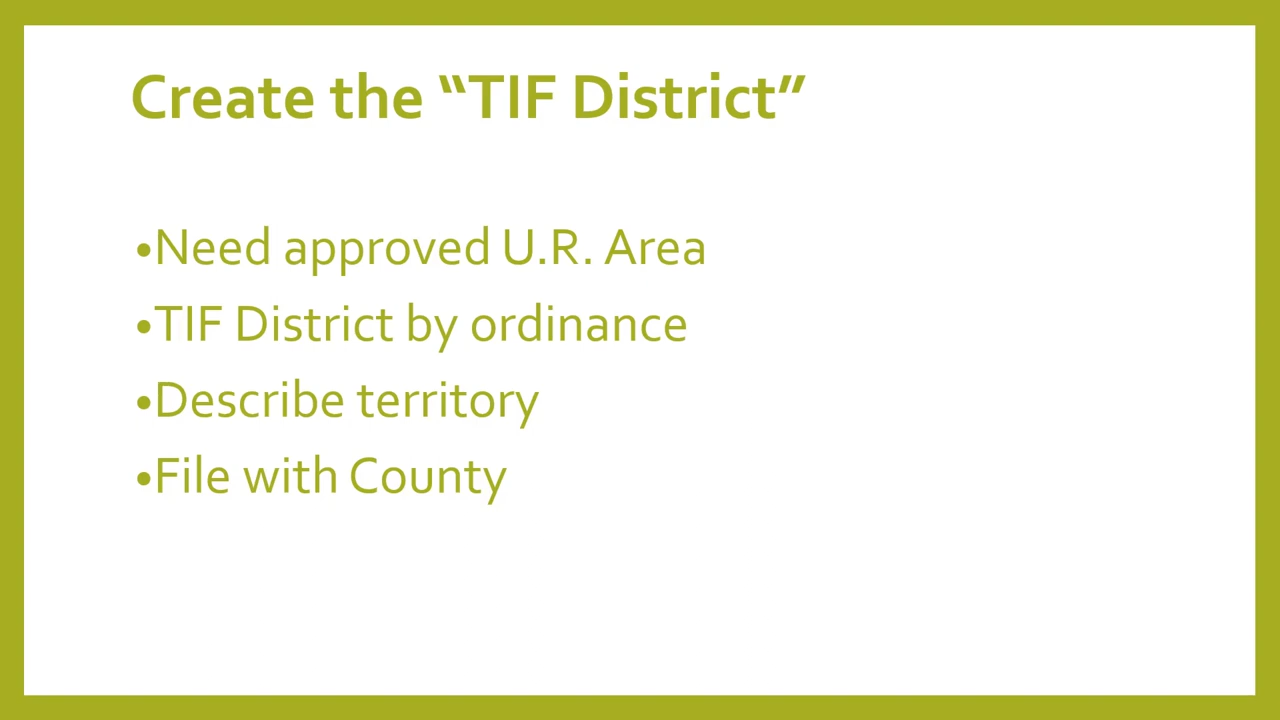 Create the “TIF District”
•Need approved U.R. Area
•TIF District by ordinance
•Describe territory
•File with County